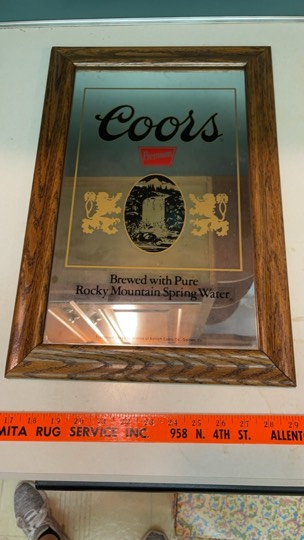 Coors
Banquet
Brewed with Pure
Rocky Mountain Spring Water
17 18 19 20 21 22 23 24 25 26 27 28 29
MITA RUG SERVICE INC 958 N. 4TH ST. ALLENT